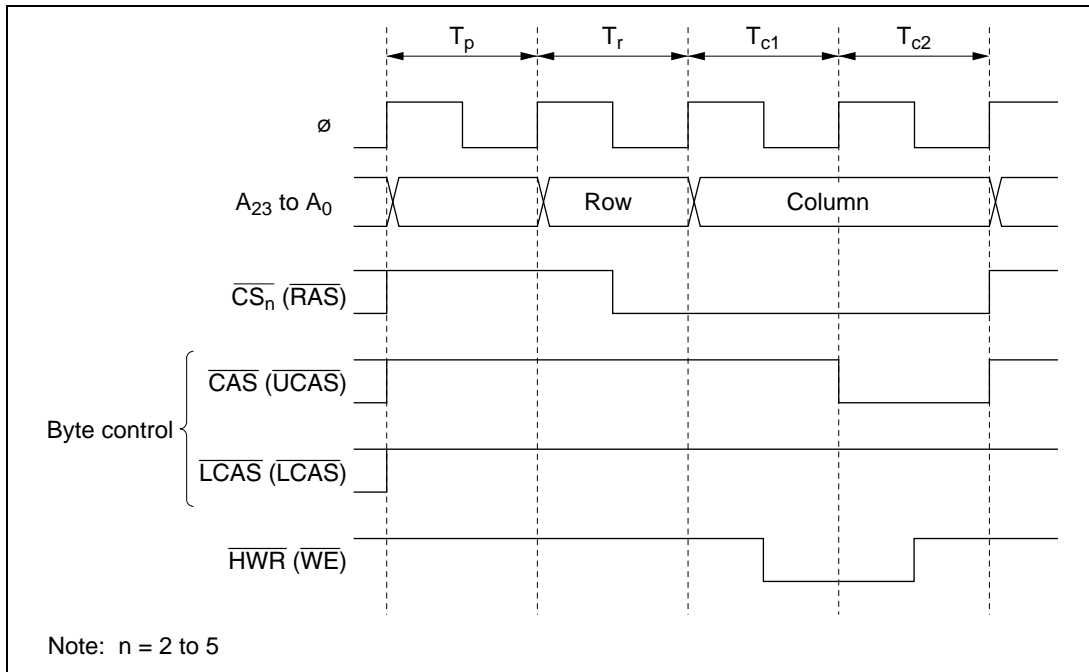 Tp Tr Tc1 Tc2
ø
A23 to A0 Row Column
CSn (RAS)
CAS (UCAS)
Byte control
LCAS (LCAS)
HWR (WE)
Note: n = 2 to 5